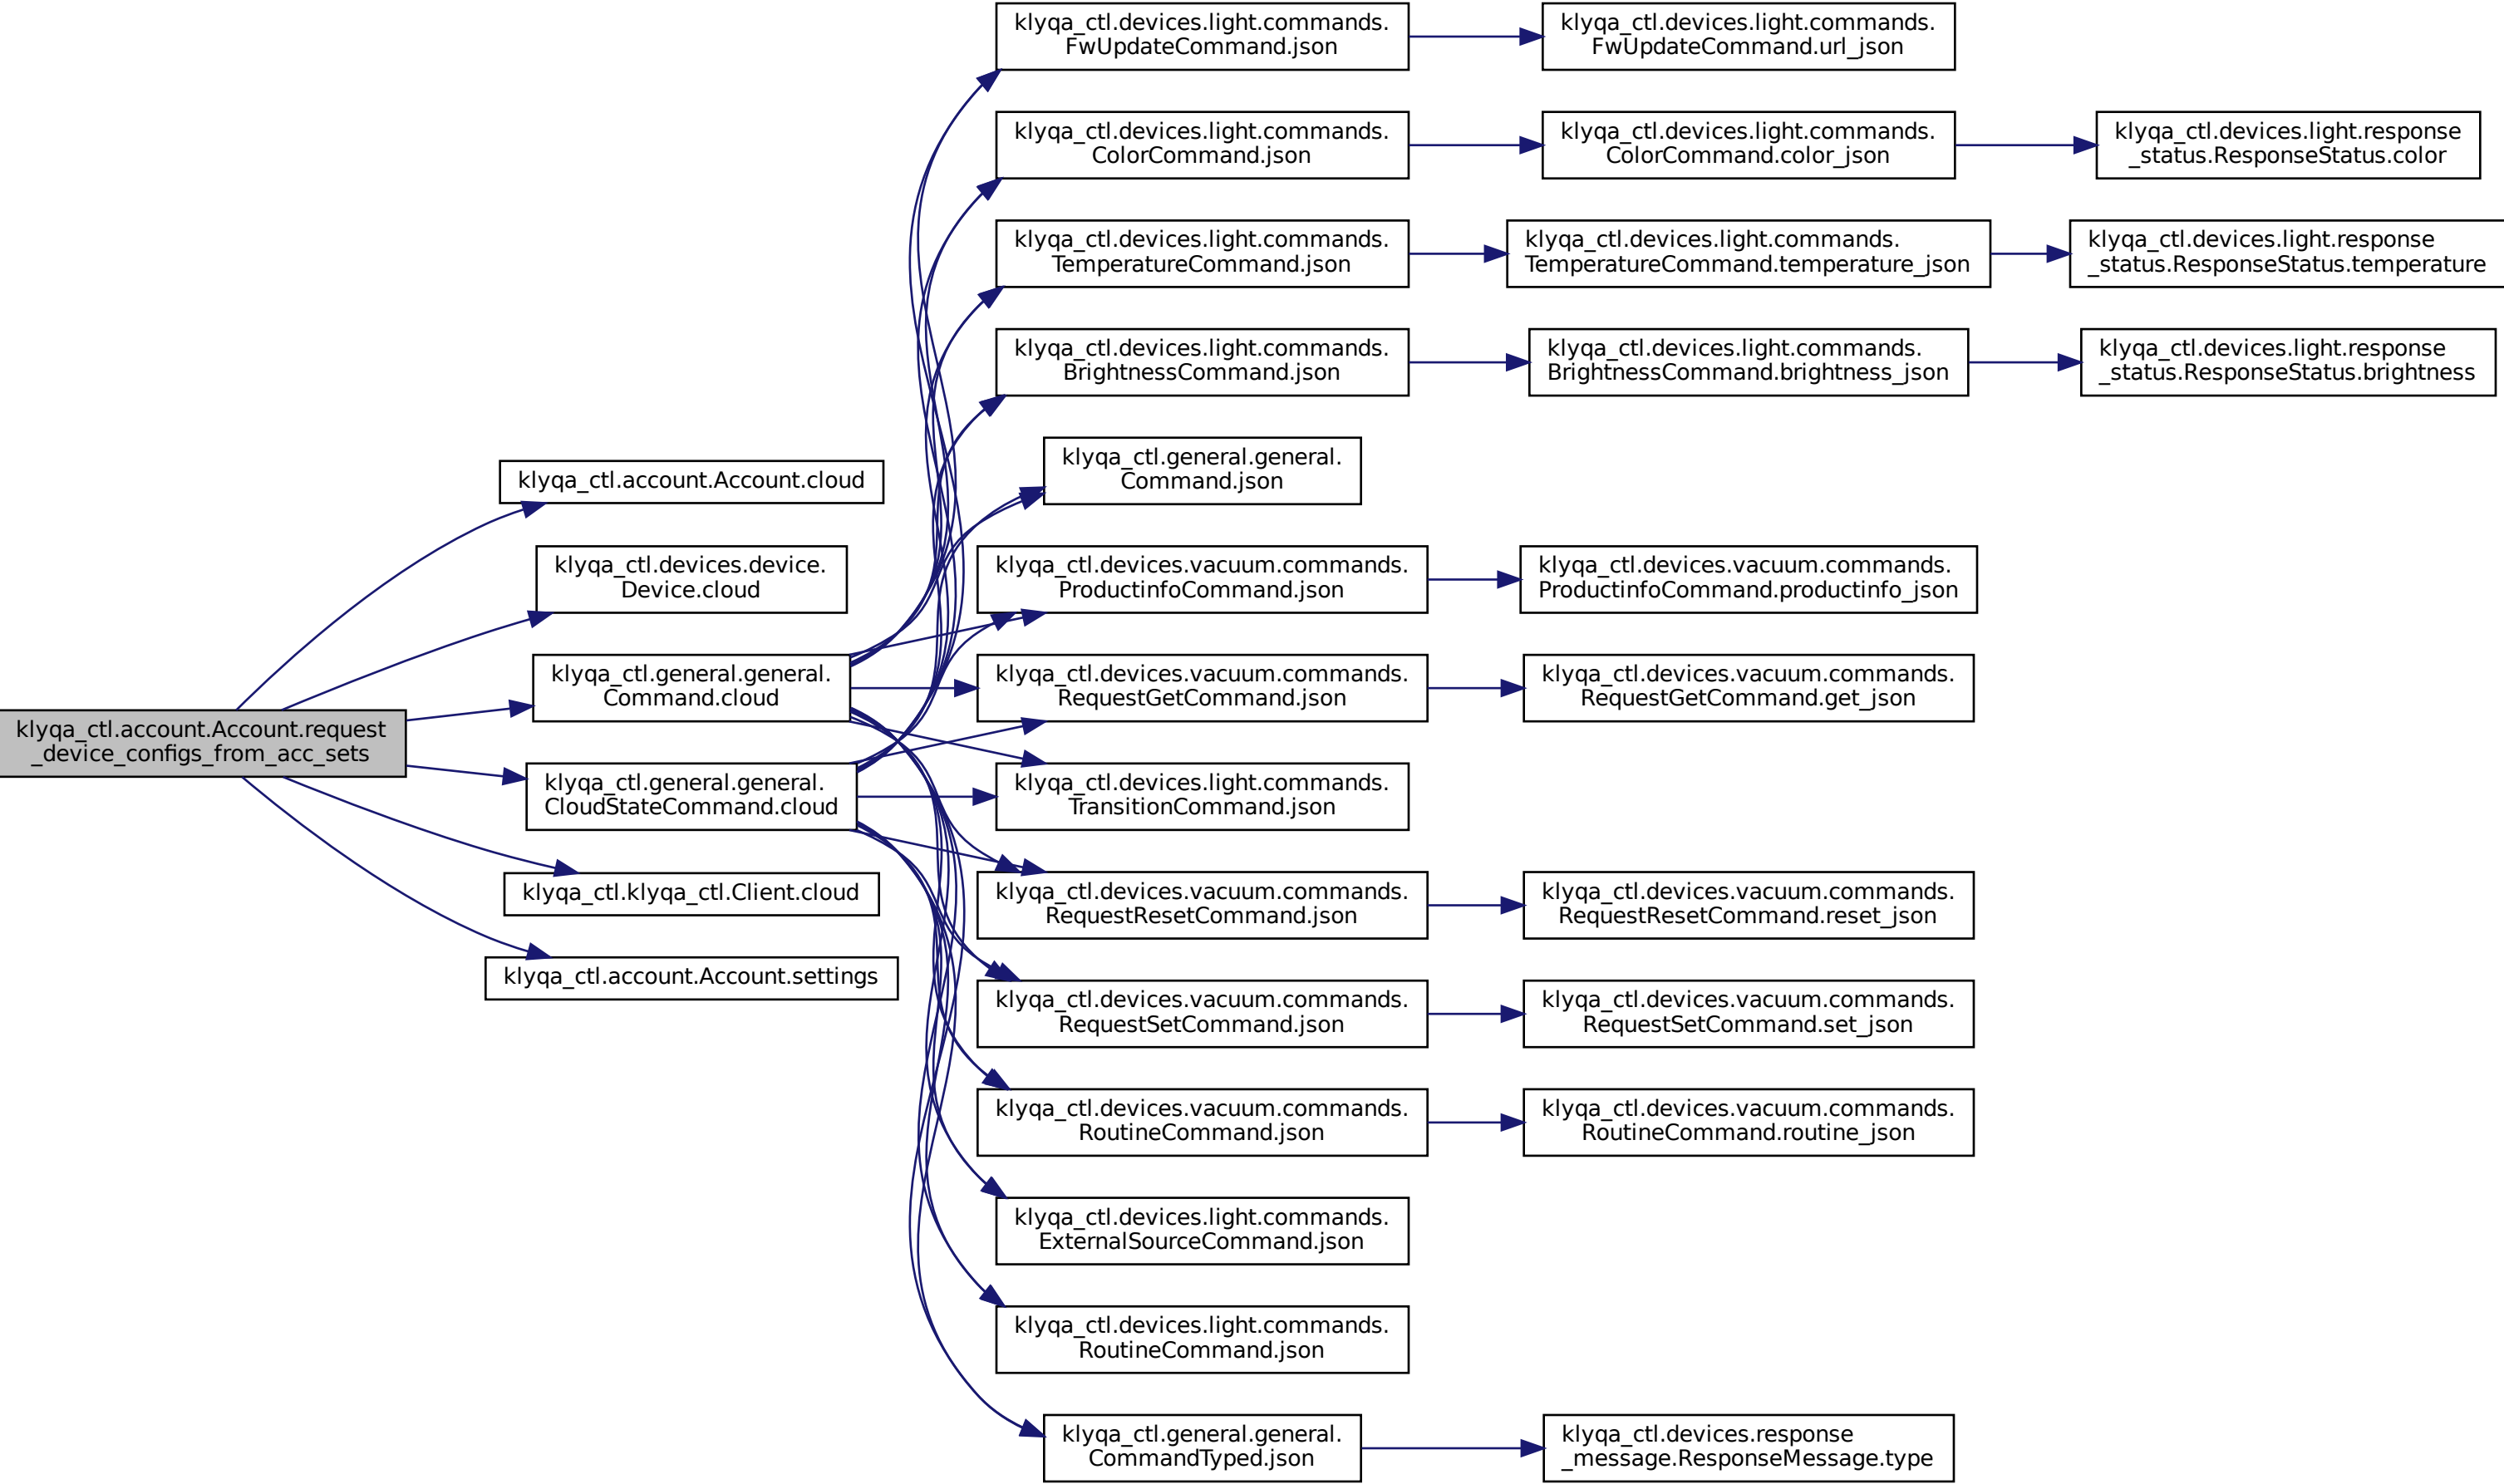 klyqa_ctl.account.Account.request
_device_configs_from_acc_sets
klyqa_ctl.account.Account.cloud
klyqa_ctl.devices.device.
Device.cloud
klyqa_ctl.general.general.
Command.cloud
klyqa_ctl.general.general.
CloudStateCommand.cloud
klyqa_ctl.klyqa_ctl.Client.cloud
klyqa_ctl.account.Account.settings
klyqa_ctl.devices.light.commands.
FwUpdateCommand.json
klyqa_ctl.devices.light.commands.
FwUpdateCommand.url_json
klyqa_ctl.devices.light.commands.
ColorCommand.json
klyqa_ctl.devices.light.commands.
ColorCommand.color_json
klyqa_ctl.devices.light.response
_status.ResponseStatus.color
klyqa_ctl.devices.light.commands.
TemperatureCommand.json
klyqa_ctl.devices.light.commands.
TemperatureCommand.temperature_json
klyqa_ctl.devices.light.response
_status.ResponseStatus.temperature
klyqa_ctl.devices.light.commands.
BrightnessCommand.json
klyqa_ctl.devices.light.commands.
BrightnessCommand.brightness_json
klyqa_ctl.devices.light.response
_status.ResponseStatus.brightness
klyqa_ctl.general.general.
Command.json
klyqa_ctl.devices.vacuum.commands.
ProductinfoCommand.json
klyqa_ctl.devices.vacuum.commands.
ProductinfoCommand.productinfo_json
klyqa_ctl.devices.vacuum.commands.
RequestGetCommand.json
klyqa_ctl.devices.vacuum.commands.
RequestGetCommand.get_json
klyqa_ctl.devices.light.commands.
TransitionCommand.json
klyqa_ctl.devices.vacuum.commands.
RequestResetCommand.json
klyqa_ctl.devices.vacuum.commands.
RequestResetCommand.reset_json
klyqa_ctl.devices.vacuum.commands.
RequestSetCommand.json
klyqa_ctl.devices.vacuum.commands.
RequestSetCommand.set_json
klyqa_ctl.devices.vacuum.commands.
RoutineCommand.json
klyqa_ctl.devices.vacuum.commands.
RoutineCommand.routine_json
klyqa_ctl.devices.light.commands.
ExternalSourceCommand.json
klyqa_ctl.devices.light.commands.
RoutineCommand.json
klyqa_ctl.general.general.
CommandTyped.json
klyqa_ctl.devices.response
_message.ResponseMessage.type